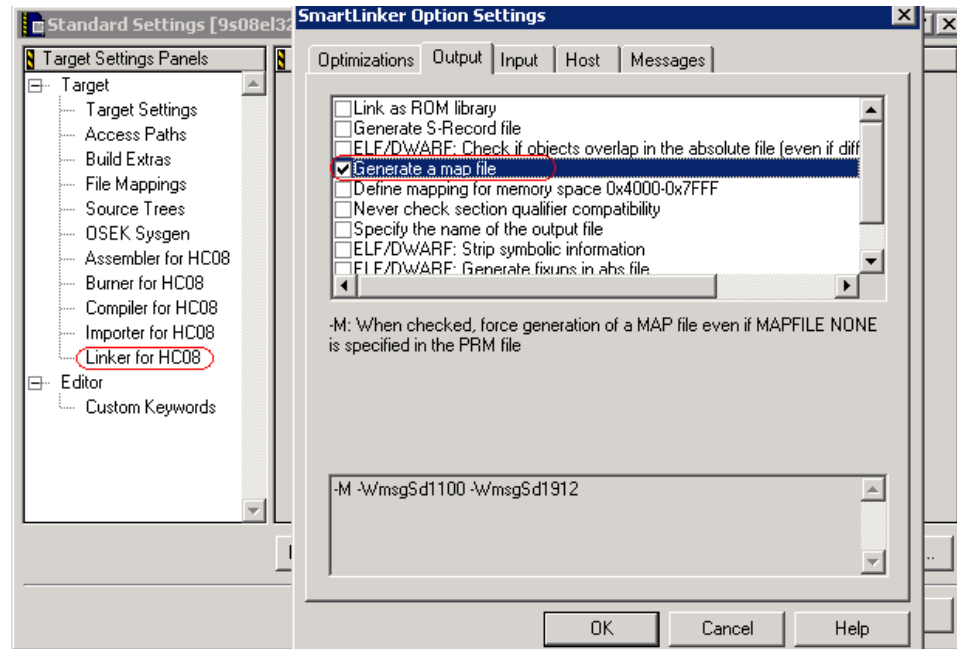 Standard Settings [9s08el32
SmartLinker Option Settings
Target Settings Panels
Target
Target Settings
Access Paths
Build Extras
File Mappings
Source Trees
OSEK Sysgen
Assembler for HC08
Burner for HC08
Compiler for HC08
Importer for HC08
Linker for HC08
Editor
Custom Keywords
Optimizations Output Input Host Messages
Link as ROM library
Generate S-Record file
ELF/DWARF: Check if objects overlap in the absolute file (even if diff
Generate a map file
Define mapping for memory space 0x4000-0x7FFF
Never check section qualifier compatibility
Specify the name of the output file
ELF/DWARF: Strip symbolic information
ELF/DWARF: Generate fixups in abs file
-M: When checked, force generation of a MAP file even if MAPFILE NONE
is specified in the PRM file
-M -WmsgSd1100 -WmsgSd1912
OK Cancel Help
..